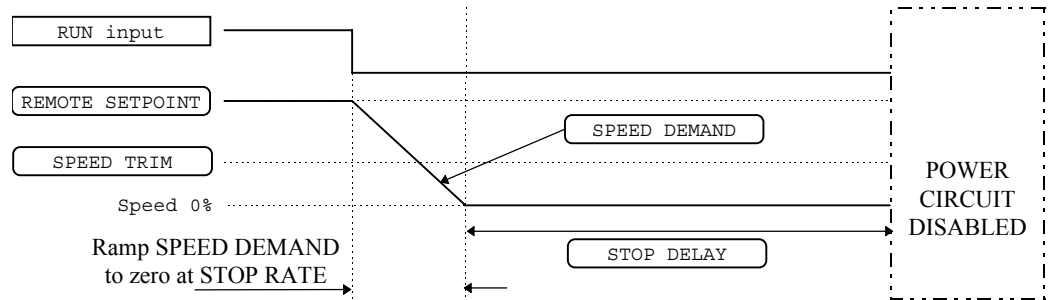 RUN input
REMOTE SETPOINT
SPEED DEMAND
SPEED TRIM
Speed 0%
POWER
CIRCUIT
DISABLED
Ramp SPEED DEMAND
to zero at STOP RATE
STOP DELAY